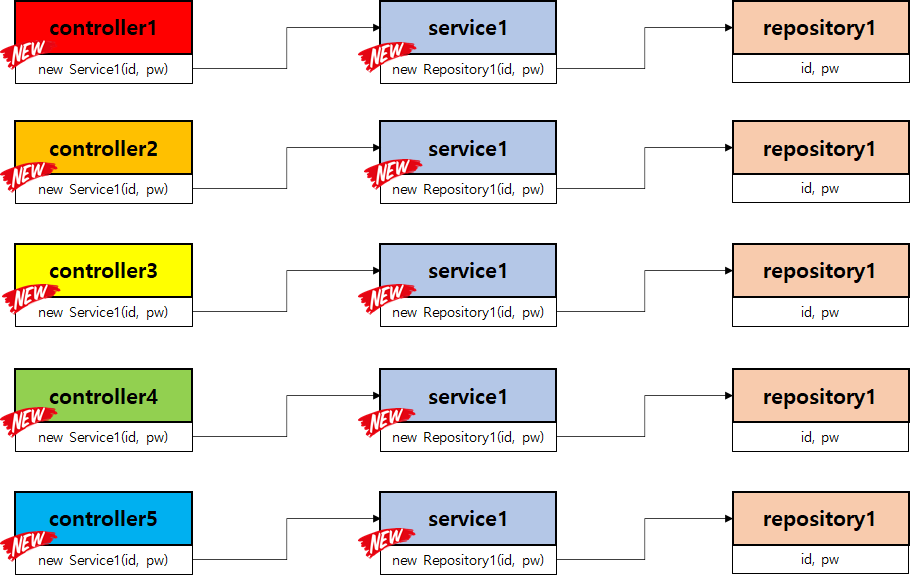 controller1
service1
repository1
NEW
new Service1(id, pw)
NEW
new Repository1(id, pw)
id, pw
controller2
service1
repository1
NEW
new Service1(id, pw)
NEW
new Repository1(id, pw)
id, pw
controller3
service1
repository1
NEW
new Service1(id, pw)
NEW
new Repository1(id, pw)
id, pw
controller4
service1
repository1
NEW
new Service1(id, pw)
NEW
new Repository1(id, pw)
id, pw
controller5
service1
repository1
NEW
new Service1(id, pw)
NEW
new Repository1(id, pw)
id, pw